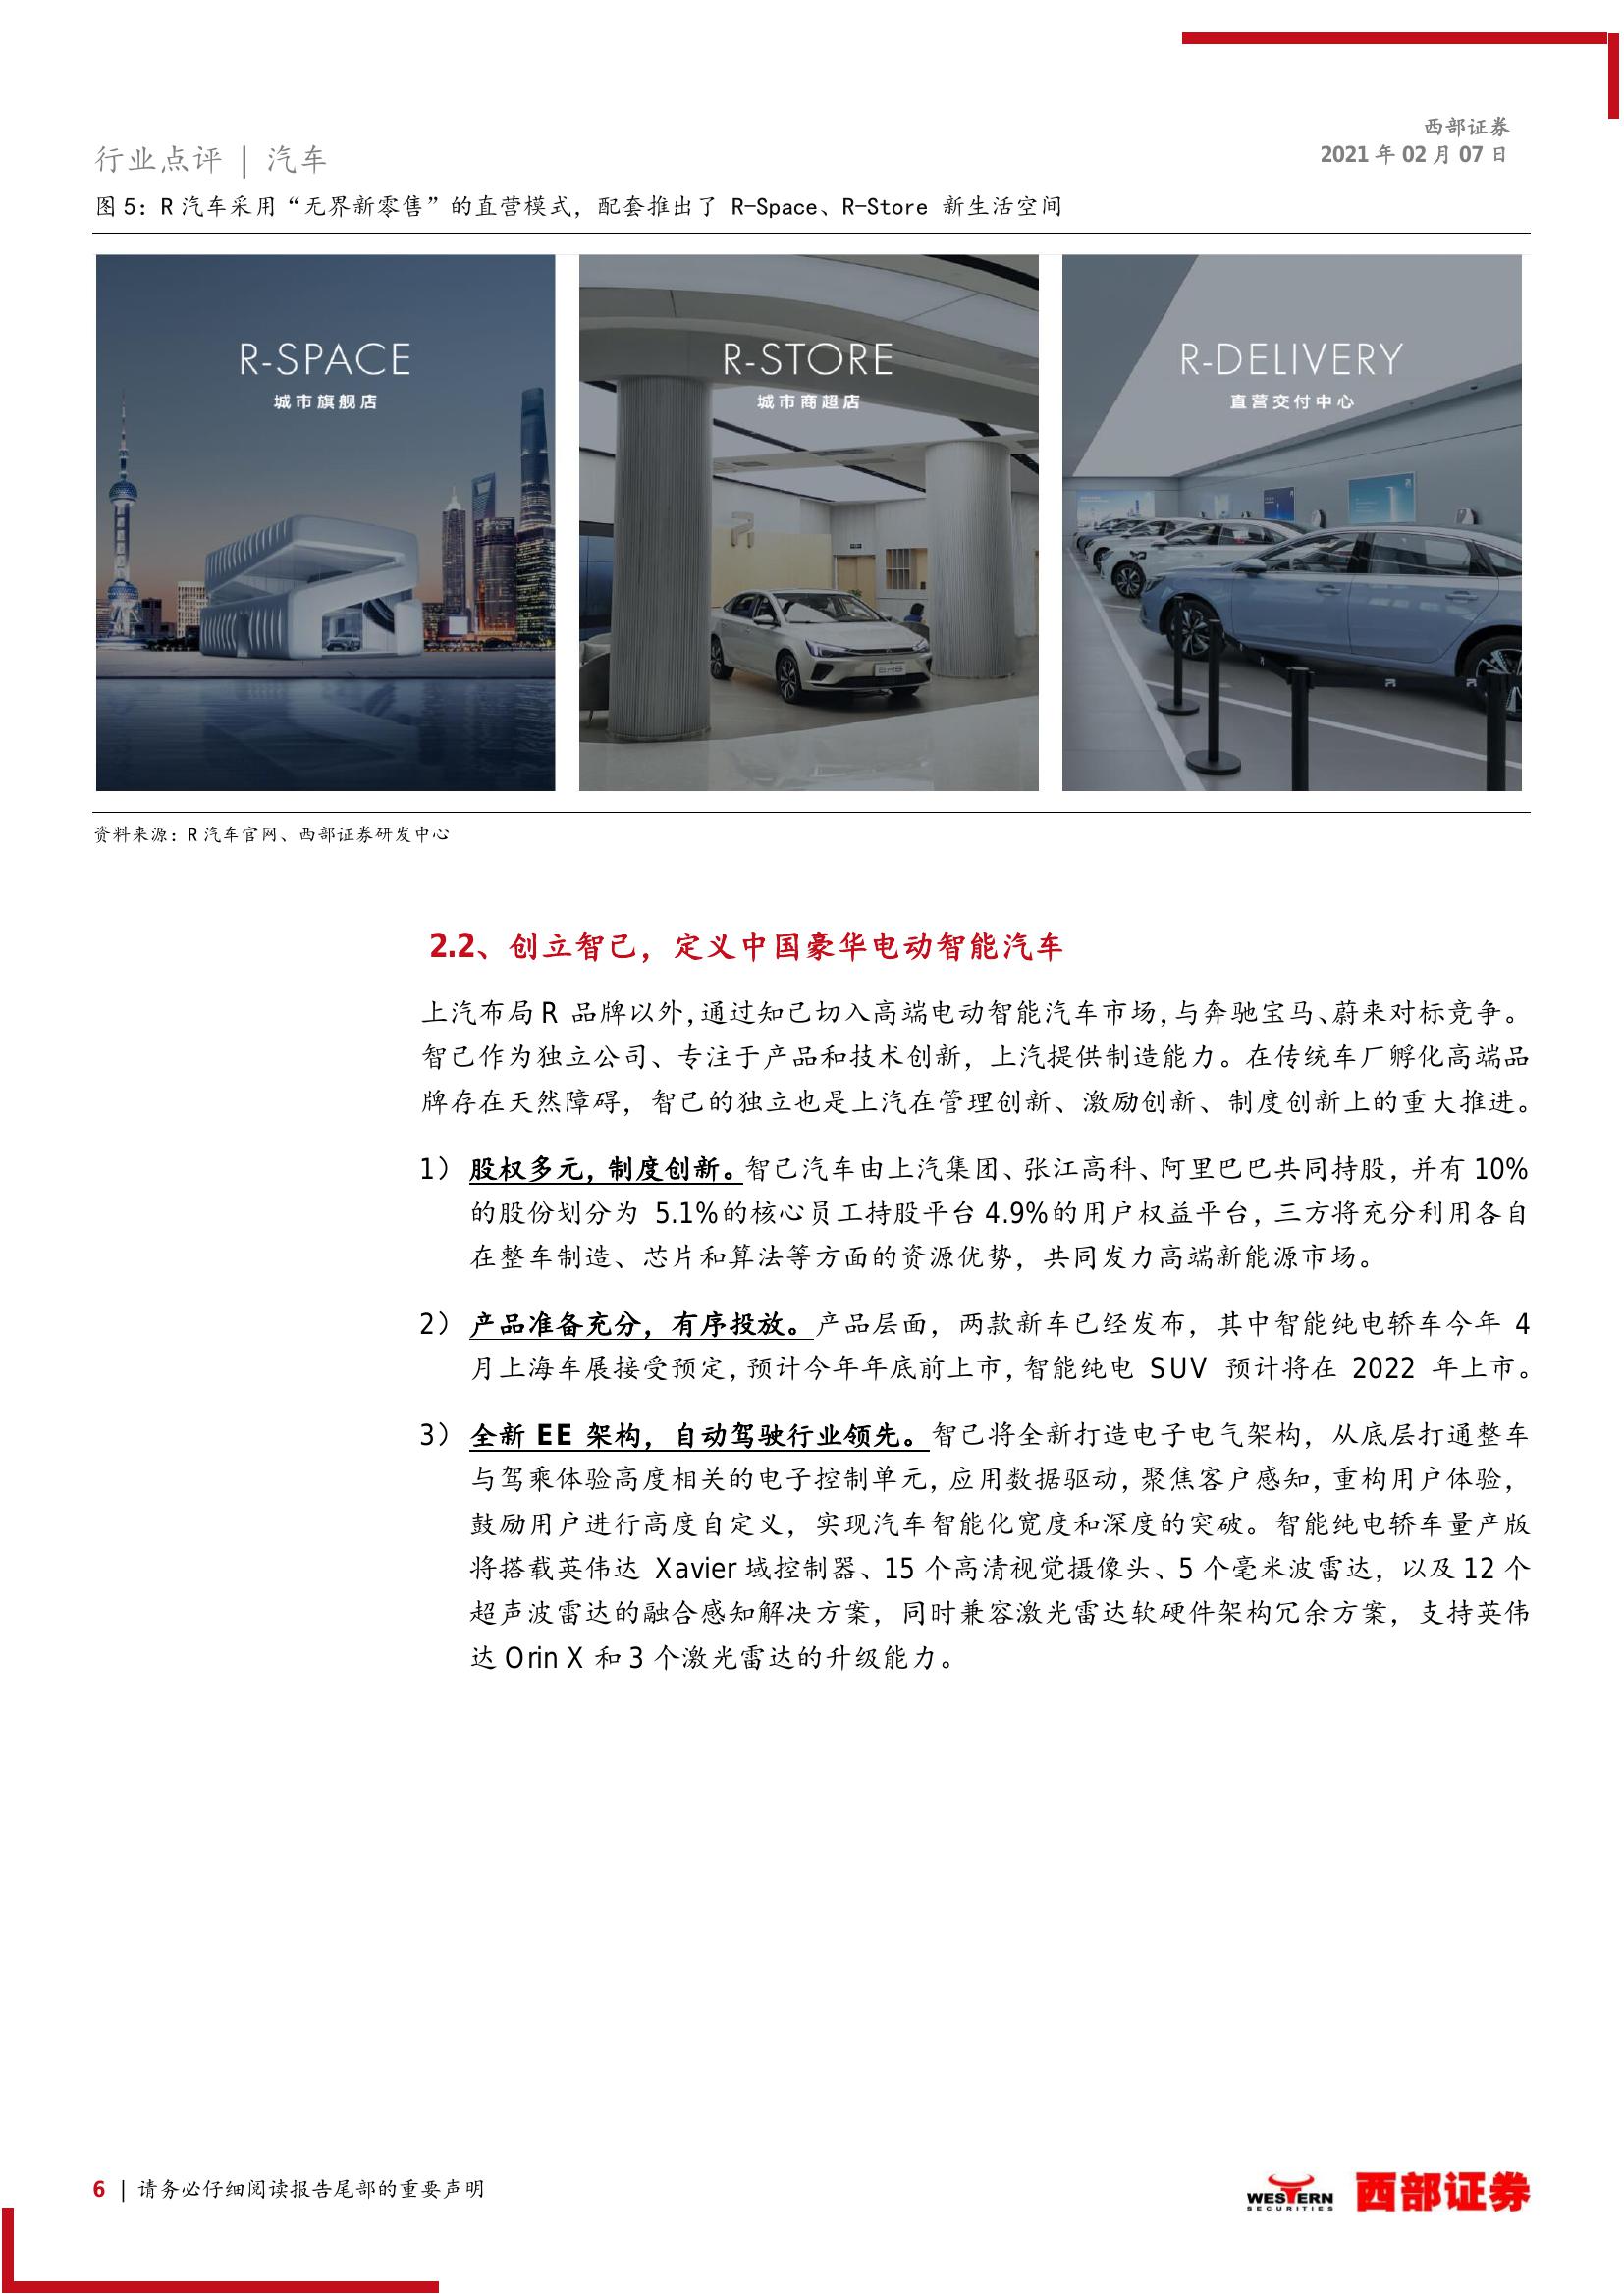 西部证券
2021 年 02 月 07 日
行业点评 | 汽车
图 5：R 汽车采用“无界新零售”的直营模式，配套推出了 R-Space、R-Store 新生活空间
R-SPACE
城市旗舰店
R-STORE
城市商超店
R-DELIVERY
直营交付中心
资料来源：R 汽车官网、西部证券研发中心
2.2、创立智己，定义中国豪华电动智能汽车
上汽布局 R 品牌以外，通过知己切入高端电动智能汽车市场，与奔驰宝马、蔚来对标竞争。
智己作为独立公司、专注于产品和技术创新，上汽提供制造能力。在传统车厂孵化高端品
牌存在天然障碍，智己的独立也是上汽在管理创新、激励创新、制度创新上的重大推进。
1） 股权多元，制度创新。智己汽车由上汽集团、张江高科、阿里巴巴共同持股，并有 10%
的股份划分为 5.1%的核心员工持股平台 4.9%的用户权益平台，三方将充分利用各自
在整车制造、芯片和算法等方面的资源优势，共同发力高端新能源市场。
2） 产品准备充分，有序投放。产品层面，两款新车已经发布，其中智能纯电轿车今年 4
月上海车展接受预定，预计今年年底前上市，智能纯电 SUV 预计将在 2022 年上市。
3） 全新 EE 架构，自动驾驶行业领先。智己将全新打造电子电气架构，从底层打通整车
与驾乘体验高度相关的电子控制单元，应用数据驱动，聚焦客户感知，重构用户体验，
鼓励用户进行高度自定义，实现汽车智能化宽度和深度的突破。智能纯电轿车量产版
将搭载英伟达 Xavier 域控制器、15 个高清视觉摄像头、5 个毫米波雷达，以及 12 个
超声波雷达的融合感知解决方案，同时兼容激光雷达软硬件架构冗余方案，支持英伟
达 Orin X 和 3 个激光雷达的升级能力。
6 | 请务必仔细阅读报告尾部的重要声明
WESTERN
SECURITIES
西部证券